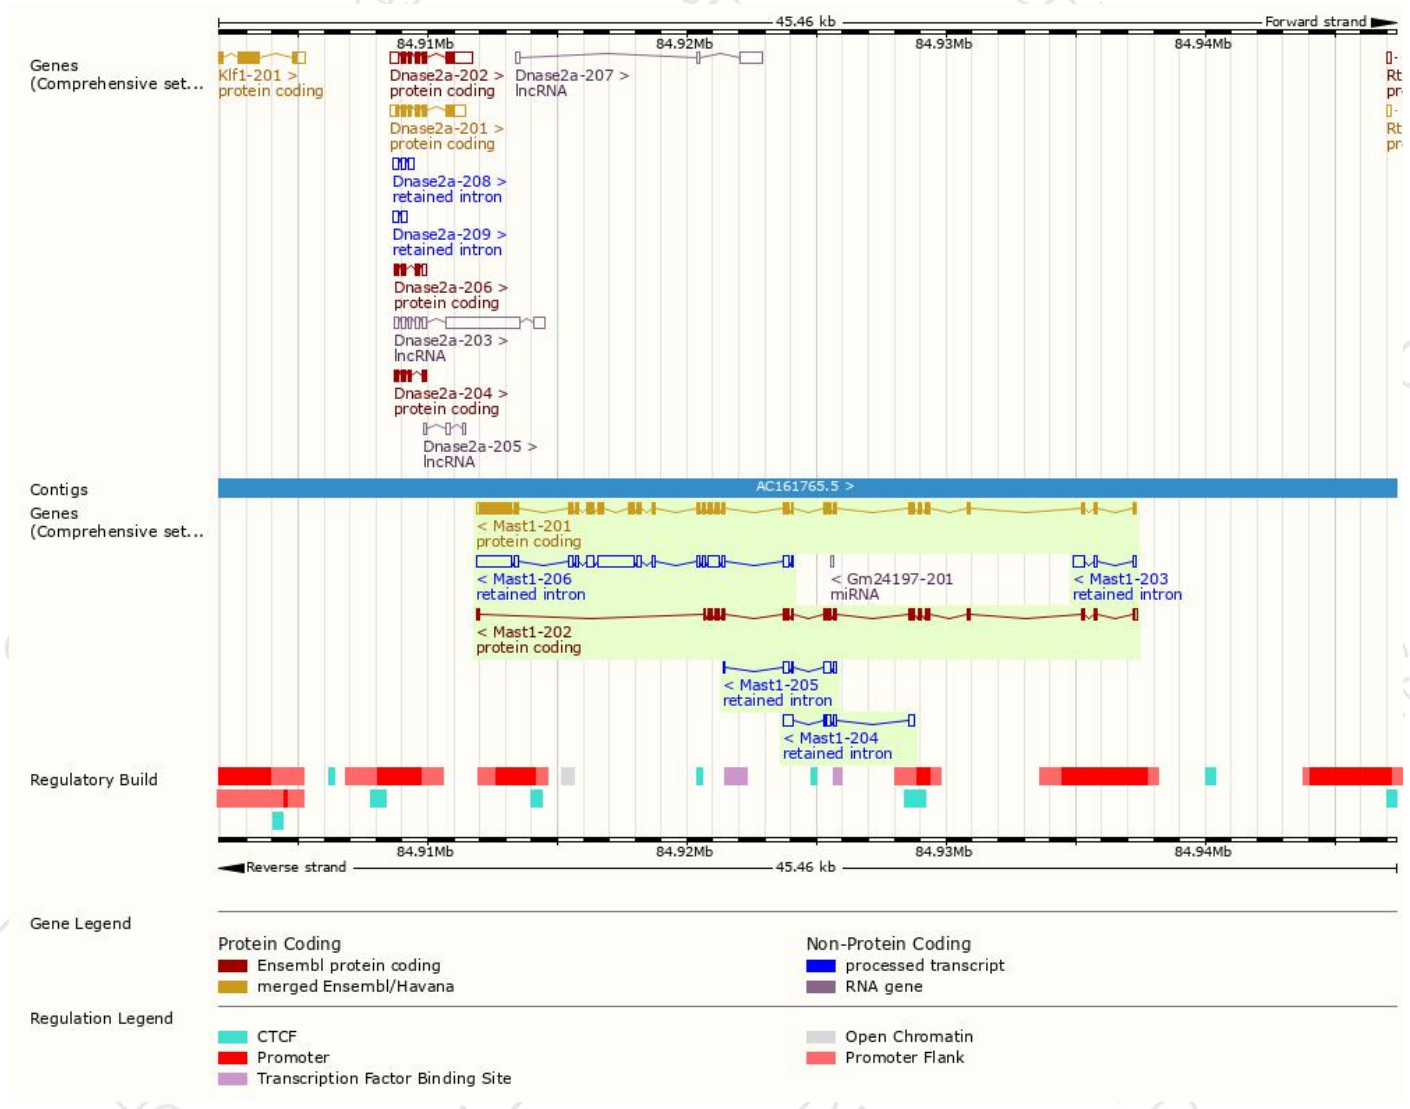 45.46 kb Forward strand
84.91Mb 84.92Mb 84.93Mb 84.94Mb
Genes
(Comprehensive set...
Klf1-201 >
protein coding
Dnase2a-202 >
protein coding
Dnase2a-207 >
lncRNA
Rt
pr
Dnase2a-201 >
protein coding
Rt
pr
Dnase2a-208 >
retained intron
Dnase2a-209 >
retained intron
Dnase2a-206 >
protein coding
Dnase2a-203 >
lncRNA
Dnase2a-204 >
protein coding
Dnase2a-205 >
lncRNA
Contigs
AC161765.5 >
Genes
(Comprehensive set...
< Mast1-201
protein coding
< Mast1-206
retained intron
< Gm24197-201
miRNA
< Mast1-203
retained intron
< Mast1-202
protein coding
< Mast1-205
retained intron
< Mast1-204
retained intron
Regulatory Build
84.91Mb 84.92Mb 84.93Mb 84.94Mb
Reverse strand 45.46 kb
Gene Legend
Protein Coding
Ensembl protein coding
merged Ensembl/Havana
Non-Protein Coding
processed transcript
RNA gene
Regulation Legend
CTCF
Promoter
Transcription Factor Binding Site
Open Chromatin
Promoter Flank